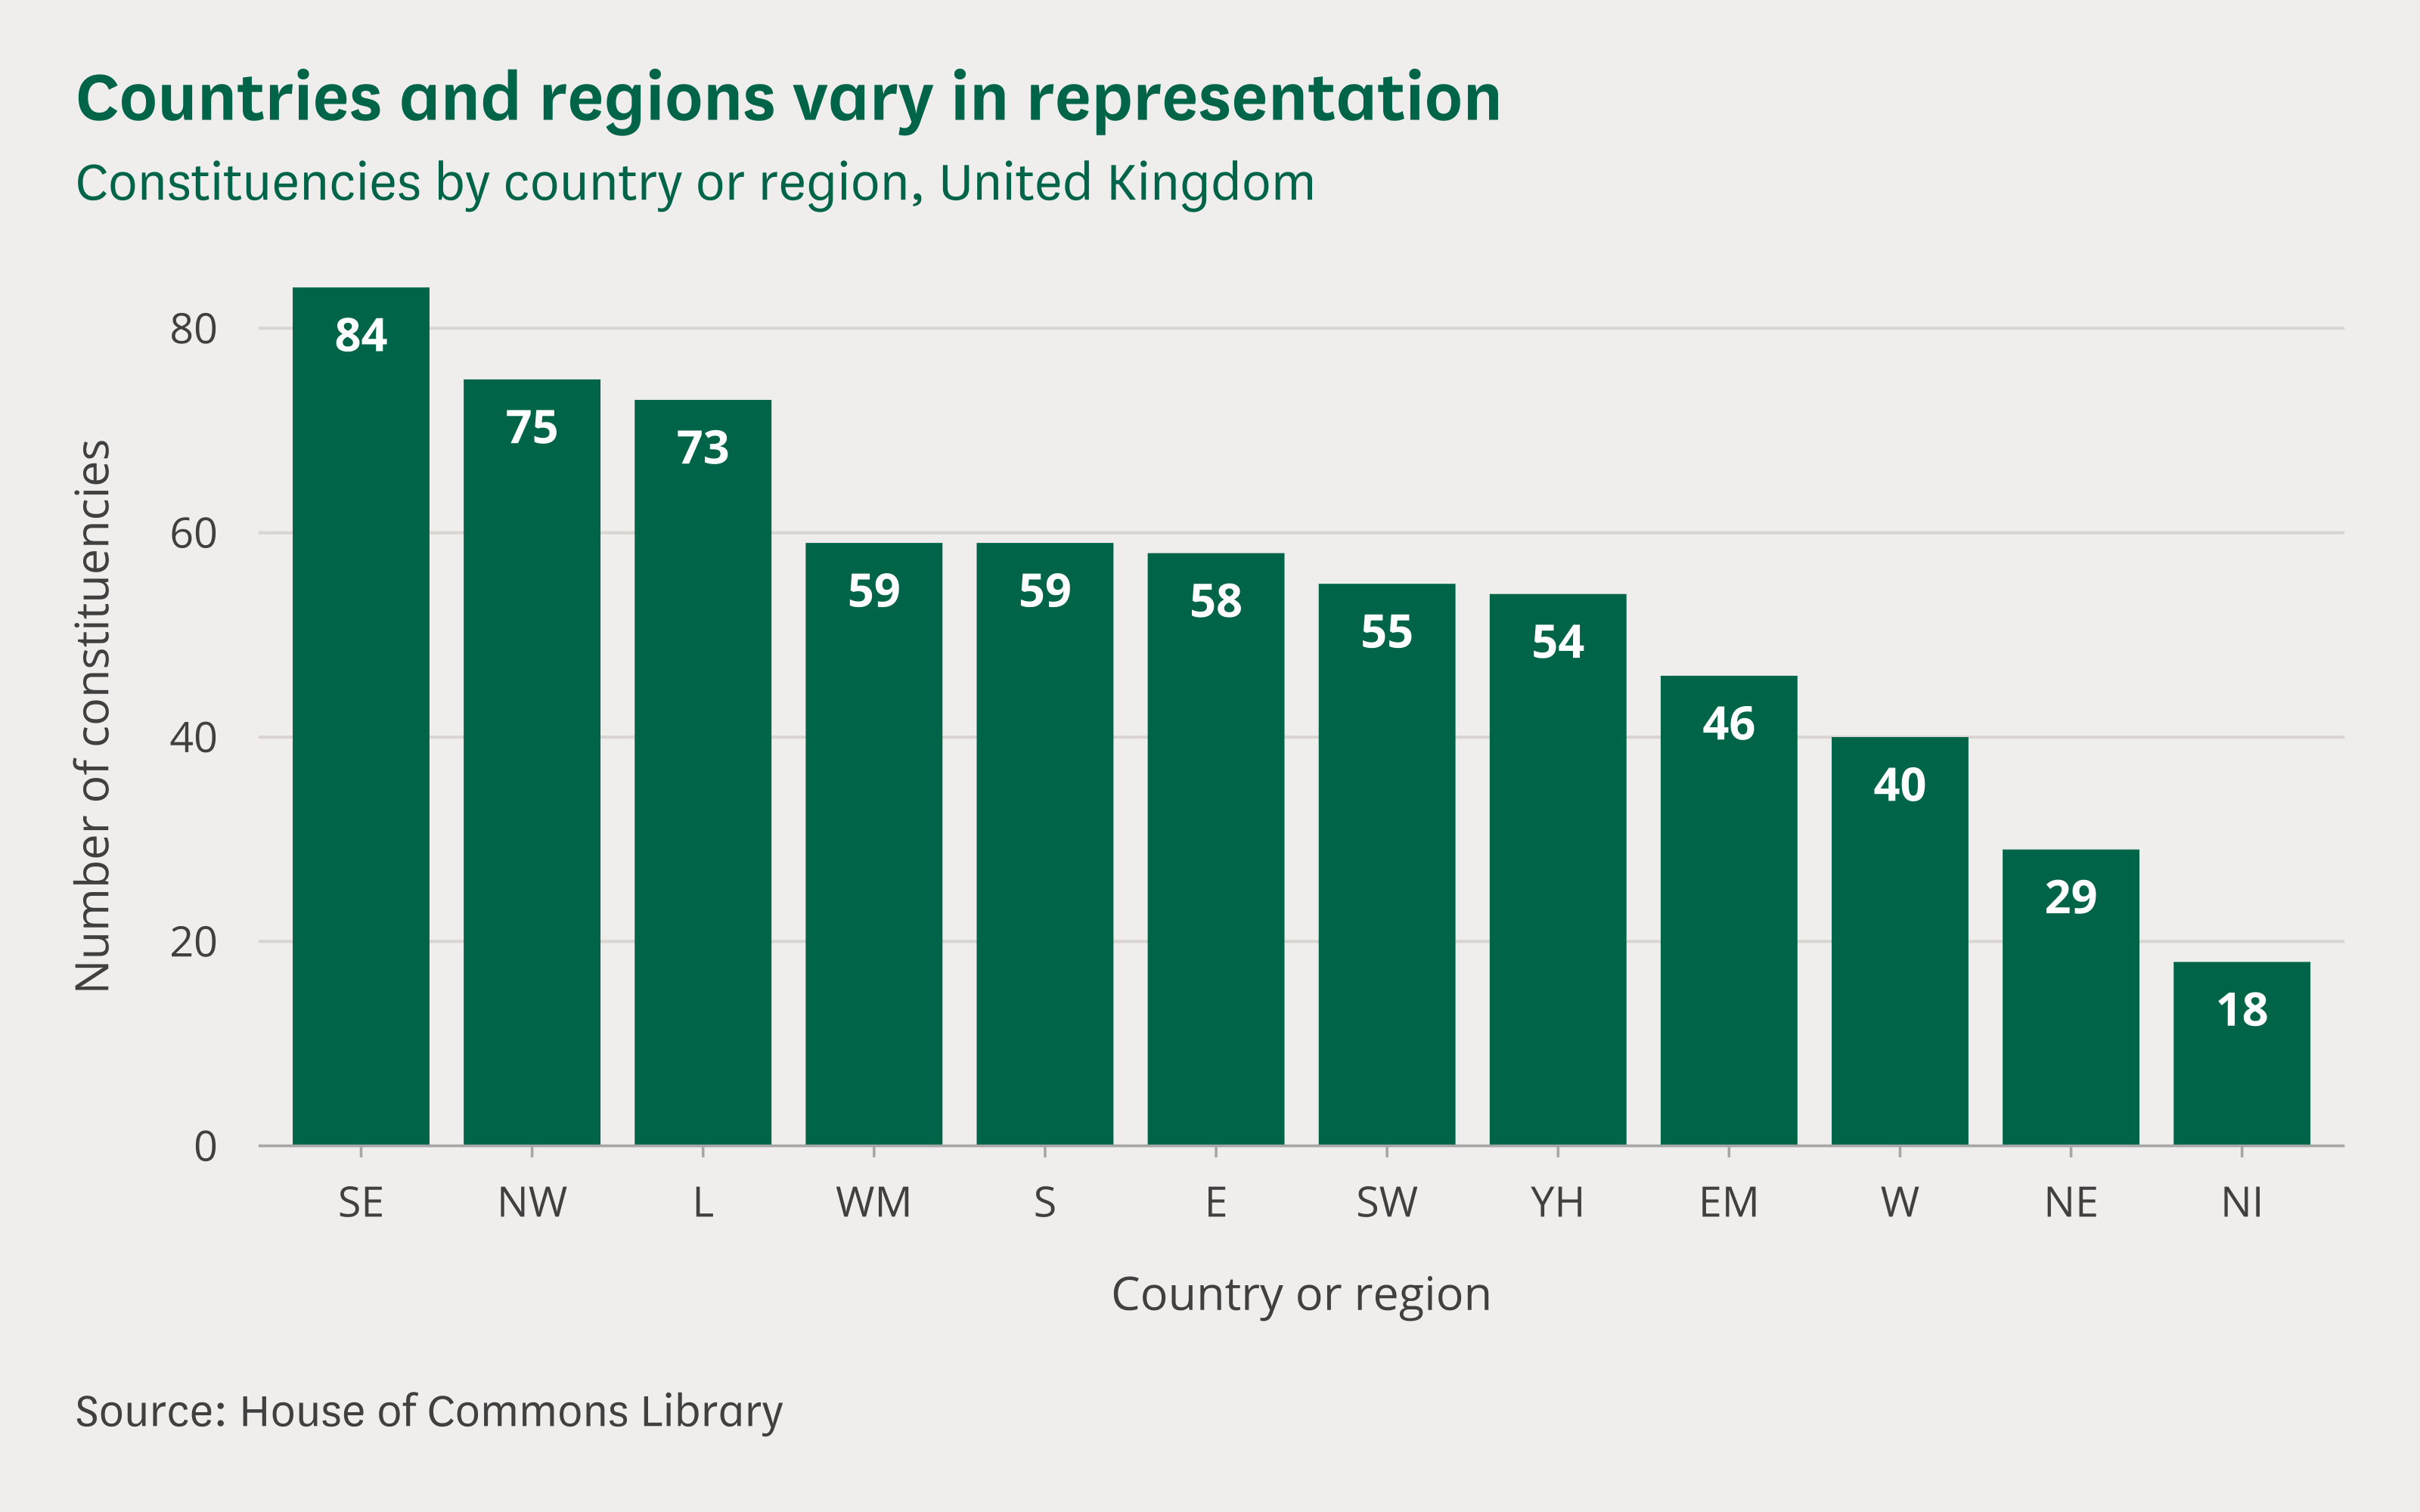 Countries and regions vary in representation
Constituencies by country or region, United Kingdom
Number of constituencies
80
60
40
20
0
84
75
73
59
59
58
55
54
46
40
29
18
SE
NW
L
WM
S
E
SW
YH
EM
W
NE
NI
Country or region
Source: House of Commons Library